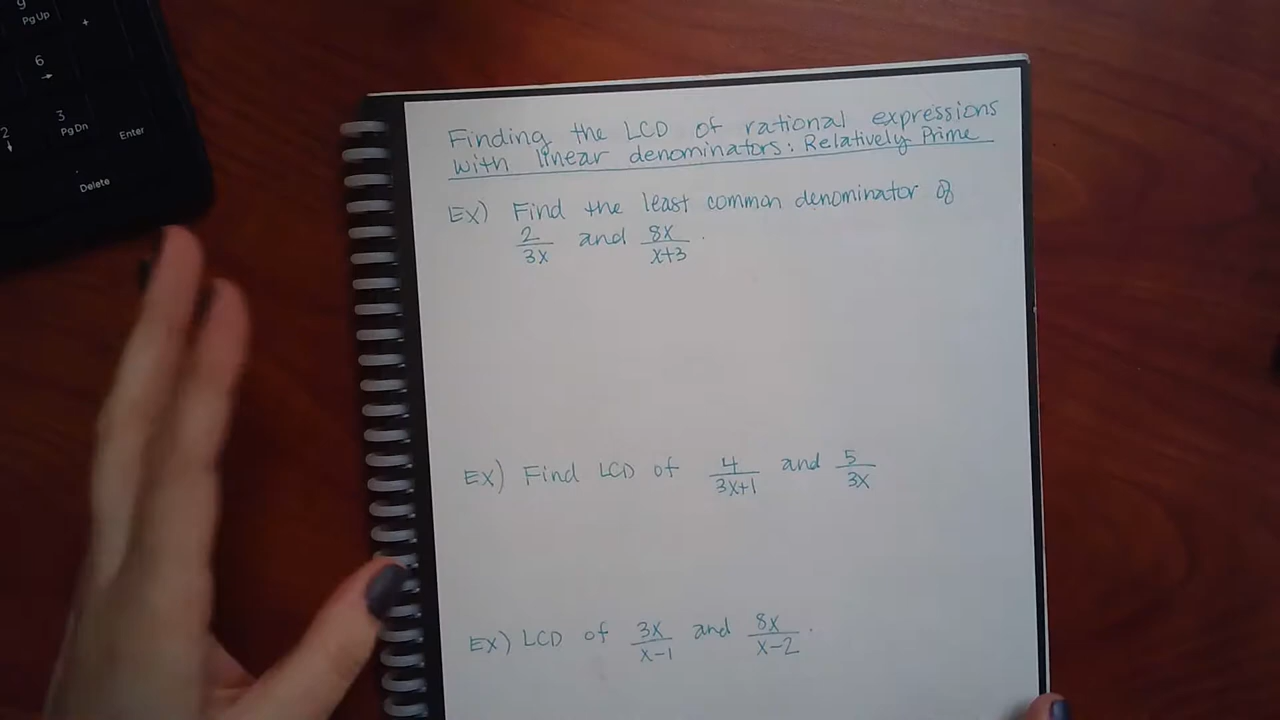 9
PgUp
+
6
→
3
PgDn
2
↓
Enter
.
Delete
Finding the LCD of rational expressions
with linear denominators: Relatively Prime
Ex) Find the least common denominator of
2/3x and 8x/x+3.
Ex) Find LCD of 4/3x+1 and 5/3x
Ex) LCD of 3x/x-1 and 8x/x-2.